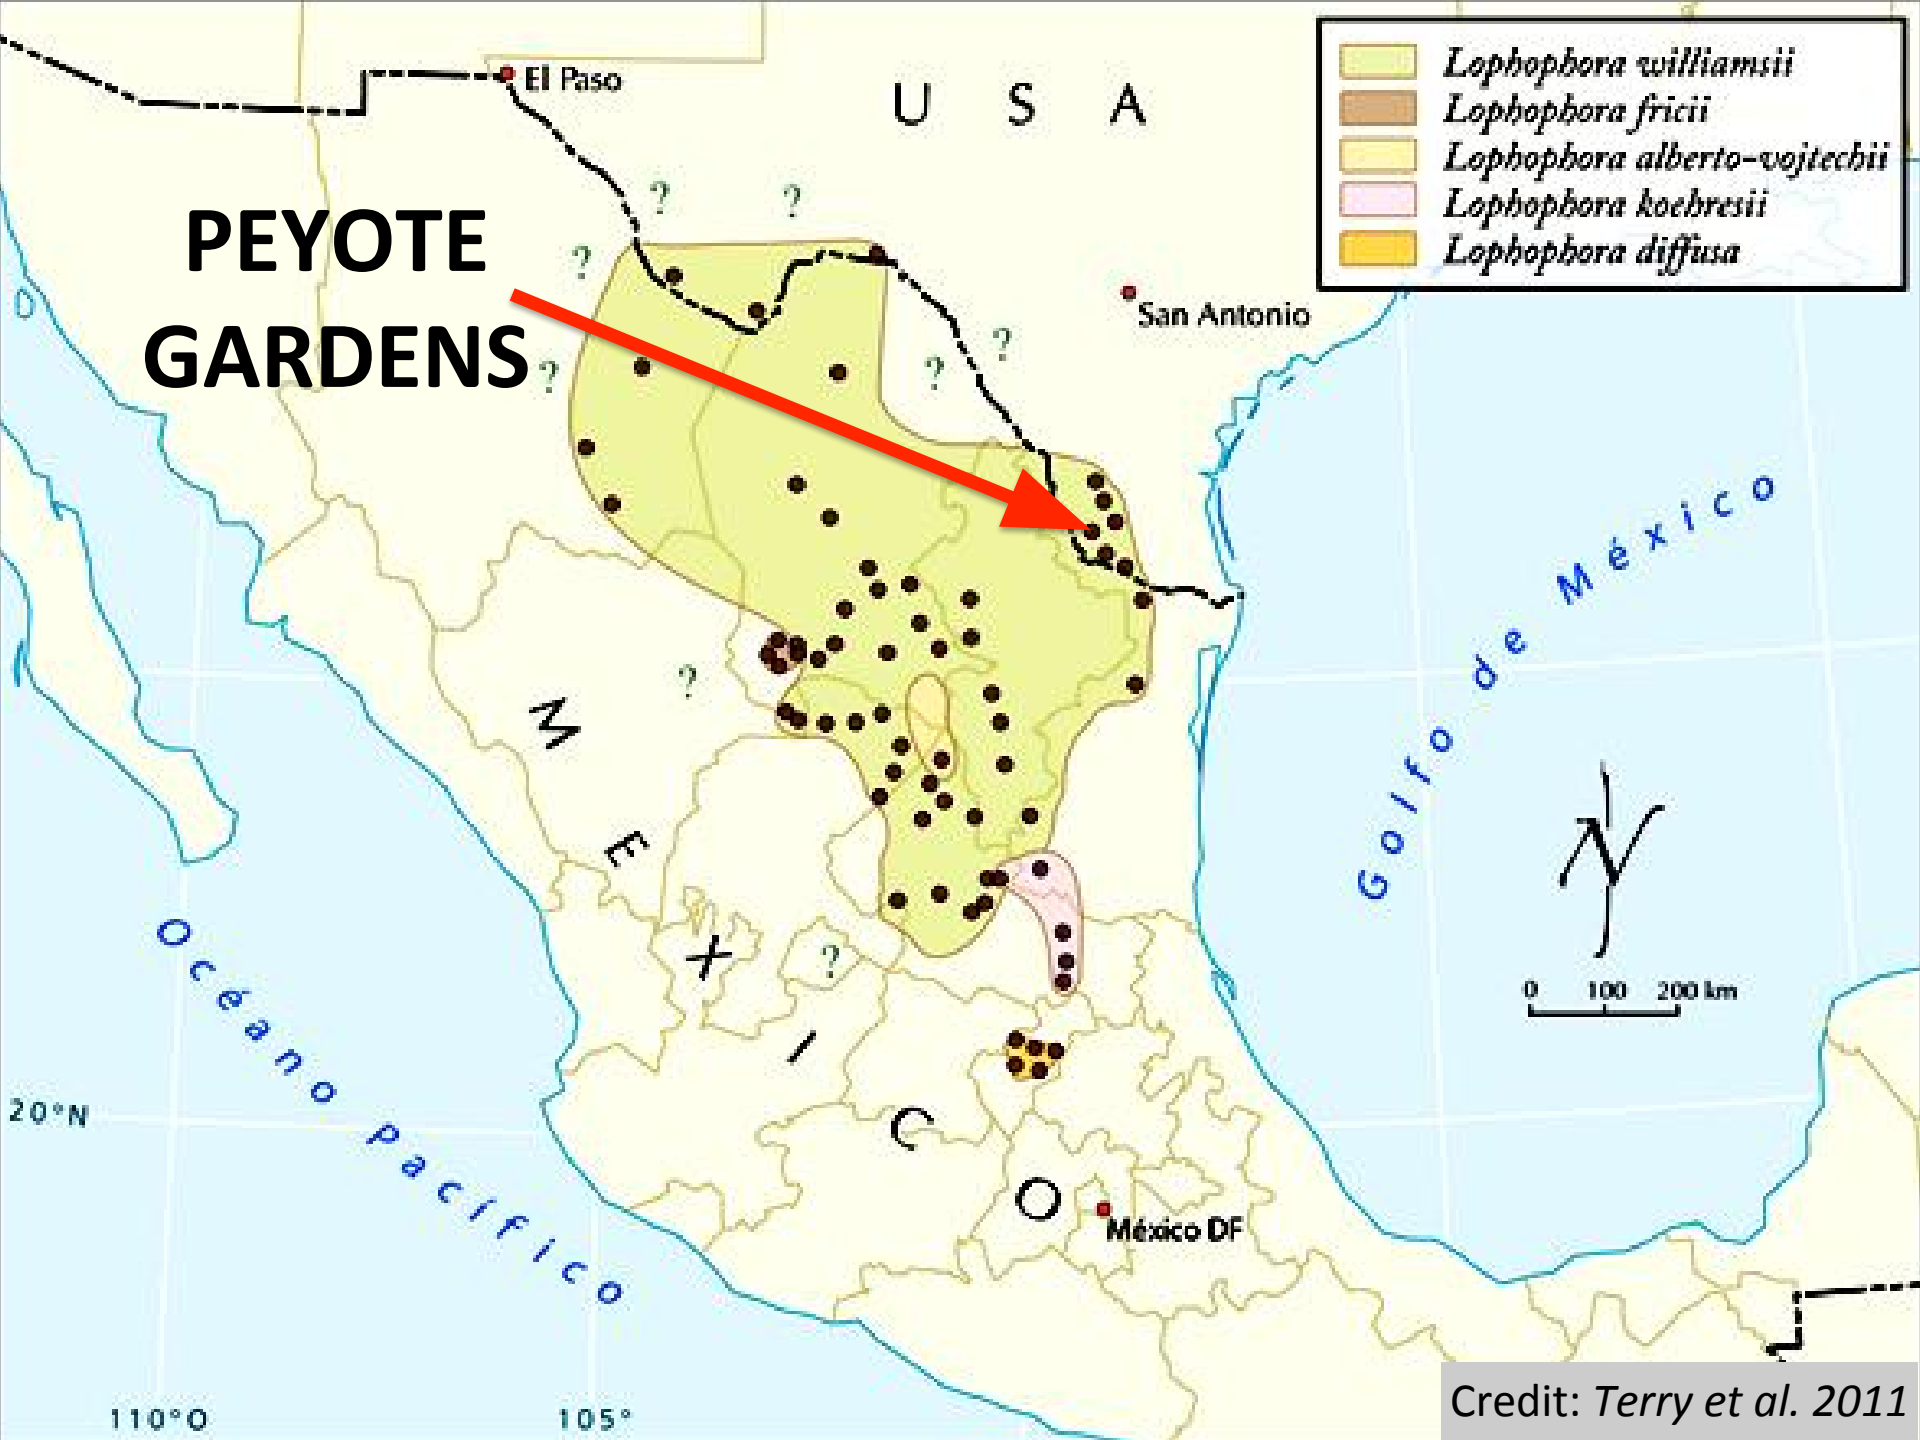 El Paso
U S A
Lophophora williamsii
Lophophora fricii
Lophophora alberto-vojtechii
Lophophora koehresii
Lophophora diffusa
? ?
PEYOTE
?
San Antonio
GARDENS
?
?
?
Golfo de México
?
M E X I C O
Océano pacífico
?
N
0 100 200 km
20°N
México DF
110°O
105°
Credit: Terry et al. 2011